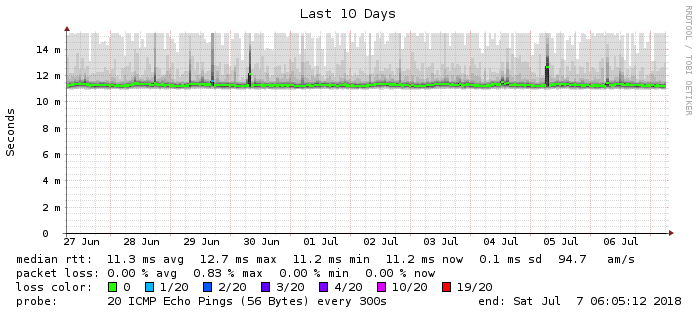 Last 10 Days
RRDTOOL / TOBI OETIKER
Seconds
14 m
12 m
10 m
8 m
6 m
4 m
2 m
0
27 Jun 28 Jun 29 Jun 30 Jun 01 Jul 02 Jul 03 Jul 04 Jul 05 Jul 06 Jul
median rtt: 11.3 ms avg 12.7 ms max 11.2 ms min 11.2 ms now 0.1 ms sd 94.7 am/s
packet loss: 0.00 % avg 0.83 % max 0.00 % min 0.00 % now
loss color: 0 1/20 2/20 3/20 4/20 10/20 19/20
probe: 20 ICMP Echo Pings (56 Bytes) every 300s end: Sat Jul 7 06:05:12 2018